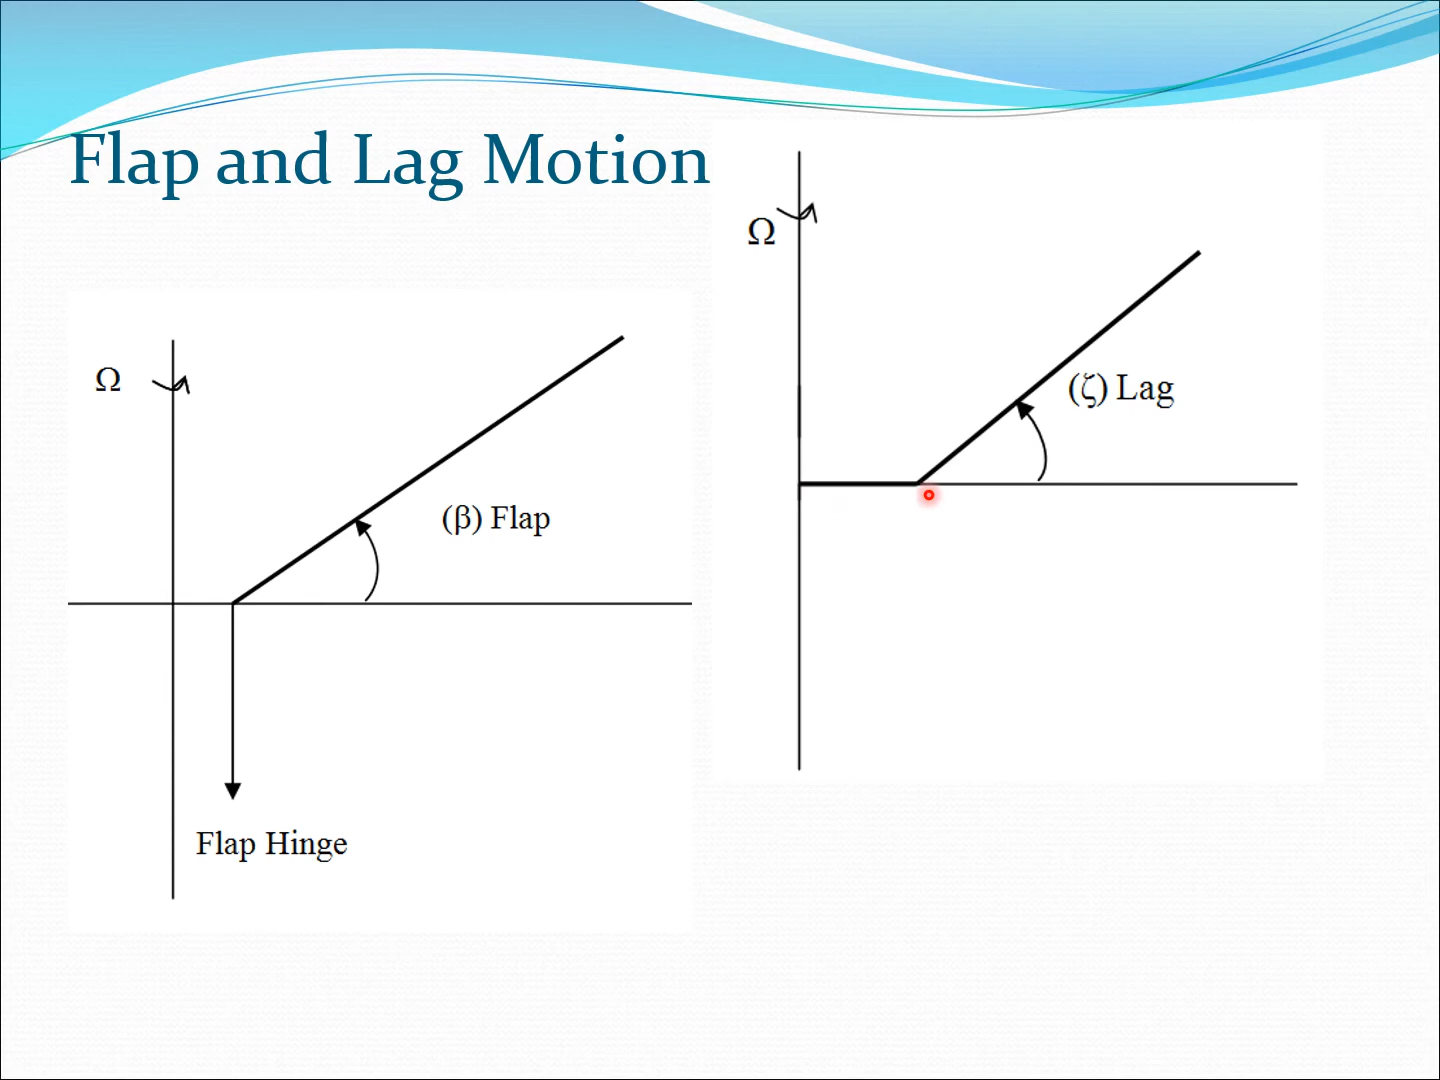 Flap and Lag Motion
Ω
(β) Flap
Flap Hinge
Ω
(ζ) Lag